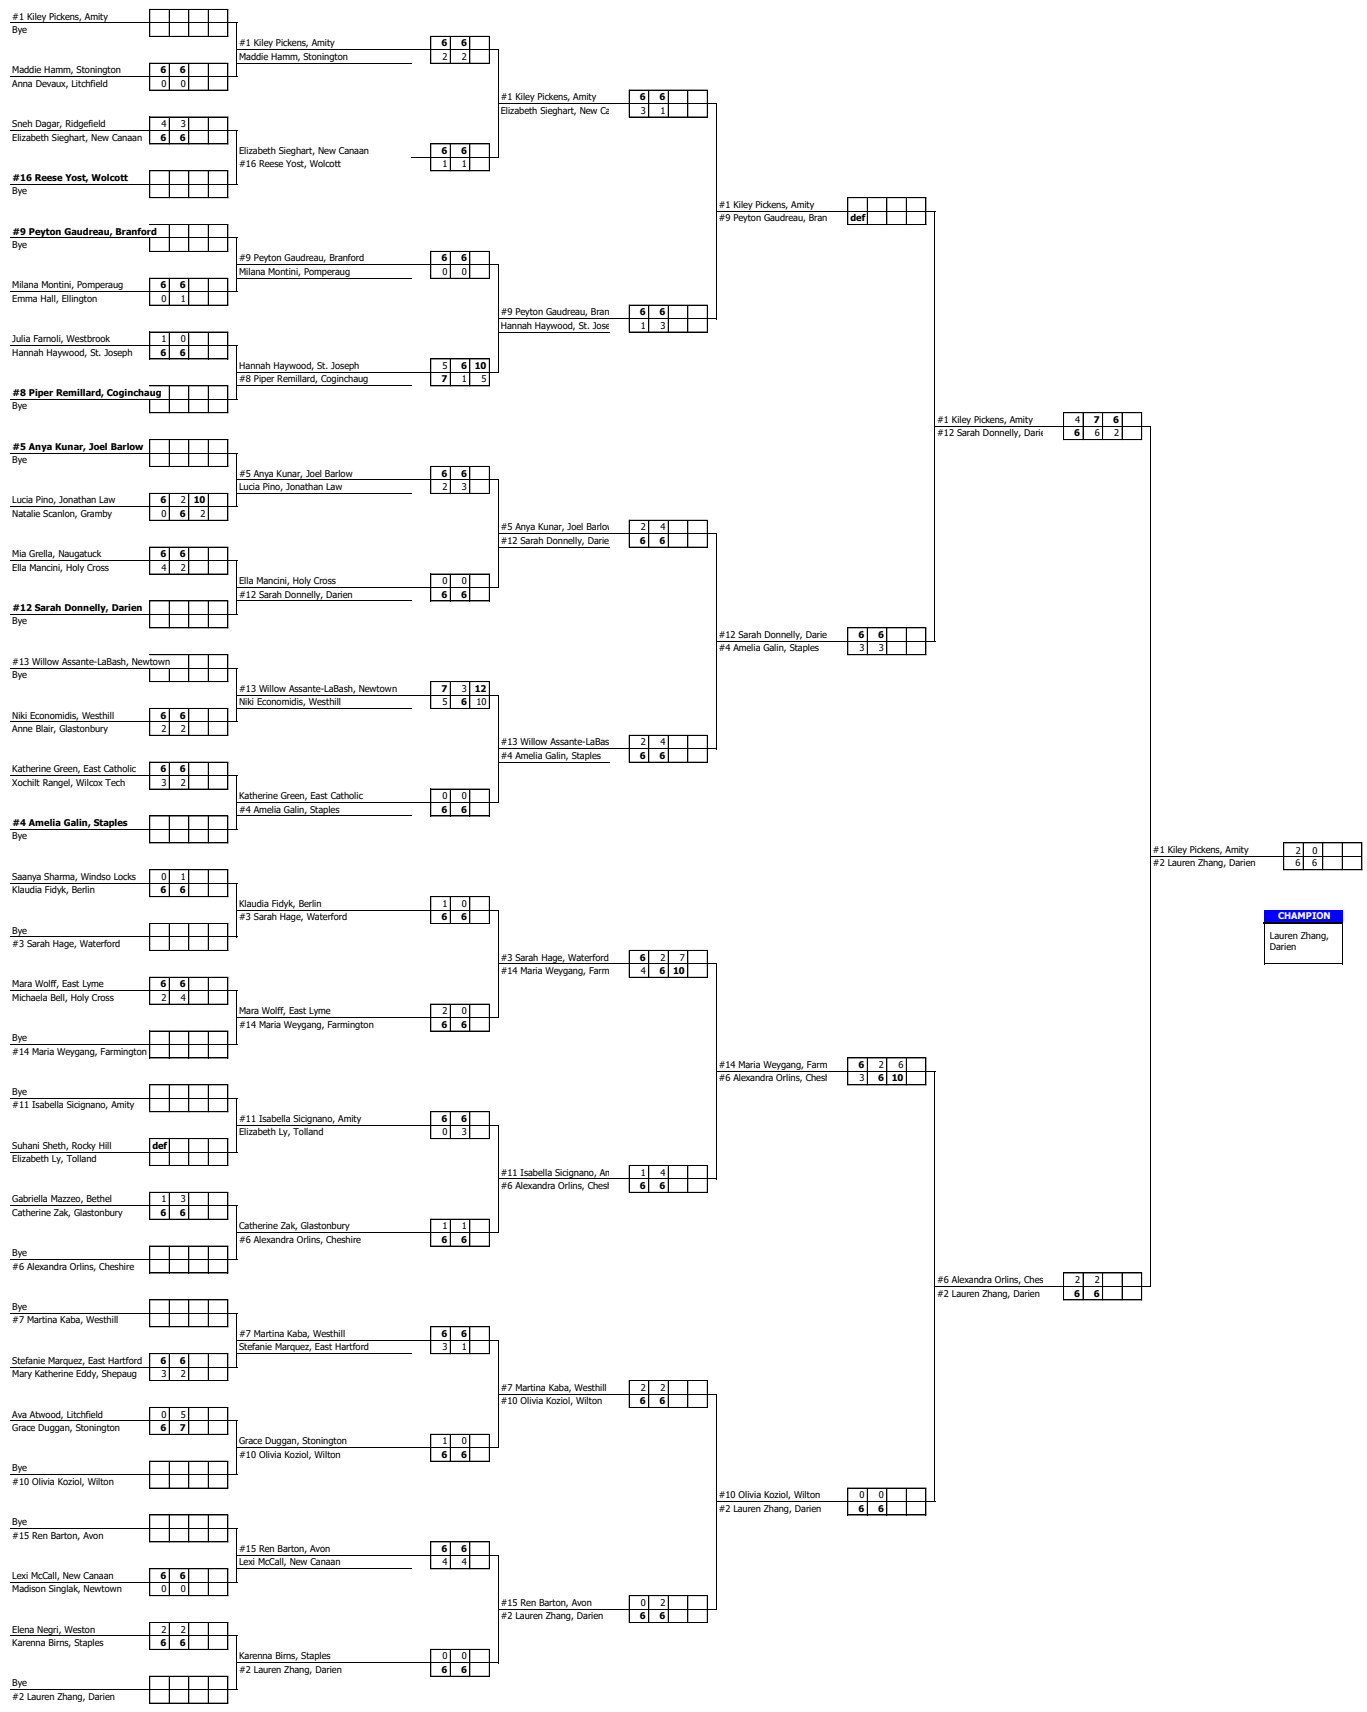 #1 Kiley Pickens, Amity
Bye
Maddie Hamm, Stonington 6 6
Anna Devaux, Litchfield 0 0
Sneh Dagar, Ridgefield 4 3
Elizabeth Sieghart, New Canaan 6 6
#16 Reese Yost, Wolcott
Bye
#9 Peyton Gaudreau, Branford
Bye
Milana Montini, Pomperaug 6 6
Emma Hall, Ellington 0 1
Julia Farnoli, Westbrook 1 0
Hannah Haywood, St. Joseph 6 6
#8 Piper Remillard, Coginchaug
Bye
#5 Anya Kunar, Joel Barlow
Bye
Lucia Pino, Jonathan Law 6 2 10
Natalie Scanlon, Gramby 0 6 2
Mia Grella, Naugatuck 6 6
Ella Mancini, Holy Cross 4 2
#12 Sarah Donnelly, Darien
Bye
#13 Willow Assante-LaBash, Newtown
Bye
Niki Economidis, Westhill 6 6
Anne Blair, Glastonbury 2 2
Katherine Green, East Catholic 6 6
Xochilt Rangel, Wilcox Tech 3 2
#4 Amelia Galin, Staples
Bye
Saanya Sharma, Windso Locks 0 1
Klaudia Fidyk, Berlin 6 6
Bye
#3 Sarah Hage, Waterford
Mara Wolff, East Lyme 6 6
Michaela Bell, Holy Cross 2 4
Bye
#14 Maria Weygang, Farmington
Bye
#11 Isabella Sicignano, Amity
Suhani Sheth, Rocky Hill def
Elizabeth Ly, Tolland
Gabriella Mazzeo, Bethel 1 3
Catherine Zak, Glastonbury 6 6
Bye
#6 Alexandra Orlins, Cheshire
Bye
#7 Martina Kaba, Westhill
Stefanie Marquez, East Hartford 6 6
Mary Katherine Eddy, Shepaug 3 2
Ava Atwood, Litchfield 0 5
Grace Duggan, Stonington 6 7
Bye
#10 Olivia Koziol, Wilton
Bye
#15 Ren Barton, Avon
Lexi McCall, New Canaan 6 6
Madison Singlak, Newtown 0 0
Elena Negri, Weston 2 2
Karenna Birns, Staples 6 6
Bye
#2 Lauren Zhang, Darien
#1 Kiley Pickens, Amity 6 6
Maddie Hamm, Stonington 2 2
Elizabeth Sieghart, New Canaan 6 6
#16 Reese Yost, Wolcott 1 1
#9 Peyton Gaudreau, Branford 6 6
Milana Montini, Pomperaug 0 0
Hannah Haywood, St. Joseph 5 6 10
#8 Piper Remillard, Coginchaug 7 1 5
#5 Anya Kunar, Joel Barlow 6 6
Lucia Pino, Jonathan Law 2 3
Ella Mancini, Holy Cross 0 0
#12 Sarah Donnelly, Darien 6 6
#13 Willow Assante-LaBash, Newtown 7 3 12
Niki Economidis, Westhill 5 6 10
Katherine Green, East Catholic 0 0
#4 Amelia Galin, Staples 6 6
Klaudia Fidyk, Berlin 1 0
#3 Sarah Hage, Waterford 6 6
Mara Wolff, East Lyme 2 0
#14 Maria Weygang, Farmington 6 6
#11 Isabella Sicignano, Amity 6 6
Elizabeth Ly, Tolland 0 3
Catherine Zak, Glastonbury 1 1
#6 Alexandra Orlins, Cheshire 6 6
#7 Martina Kaba, Westhill 6 6
Stefanie Marquez, East Hartford 3 1
Grace Duggan, Stonington 1 0
#10 Olivia Koziol, Wilton 6 6
#15 Ren Barton, Avon 6 6
Lexi McCall, New Canaan 4 4
Karenna Birns, Staples 0 0
#2 Lauren Zhang, Darien 6 6
#1 Kiley Pickens, Amity 6 6
Elizabeth Sieghart, New Ca 3 1
#9 Peyton Gaudreau, Bran 6 6
Hannah Haywood, St. Jose 1 3
#5 Anya Kunar, Joel Barlow 2 4
#12 Sarah Donnelly, Darie 6 6
#13 Willow Assante-LaBas 2 4
#4 Amelia Galin, Staples 6 6
#3 Sarah Hage, Waterford 6 2 7
#14 Maria Weygang, Farm 4 6 10
#11 Isabella Sicignano, Am 1 4
#6 Alexandra Orlins, Chesh 6 6
#7 Martina Kaba, Westhill 2 2
#10 Olivia Koziol, Wilton 6 6
#15 Ren Barton, Avon 0 2
#2 Lauren Zhang, Darien 6 6
#1 Kiley Pickens, Amity
#9 Peyton Gaudreau, Bran def
#12 Sarah Donnelly, Darie 6 6
#4 Amelia Galin, Staples 3 3
#14 Maria Weygang, Farm 6 2 6
#6 Alexandra Orlins, Chesh 3 6 10
#10 Olivia Koziol, Wilton 0 0
#2 Lauren Zhang, Darien 6 6
#1 Kiley Pickens, Amity 4 7 6
#12 Sarah Donnelly, Darie 6 6 2
#6 Alexandra Orlins, Ches 2 2
#2 Lauren Zhang, Darien 6 6
#1 Kiley Pickens, Amity 2 0
#2 Lauren Zhang, Darien 6 6
CHAMPION
Lauren Zhang,
Darien